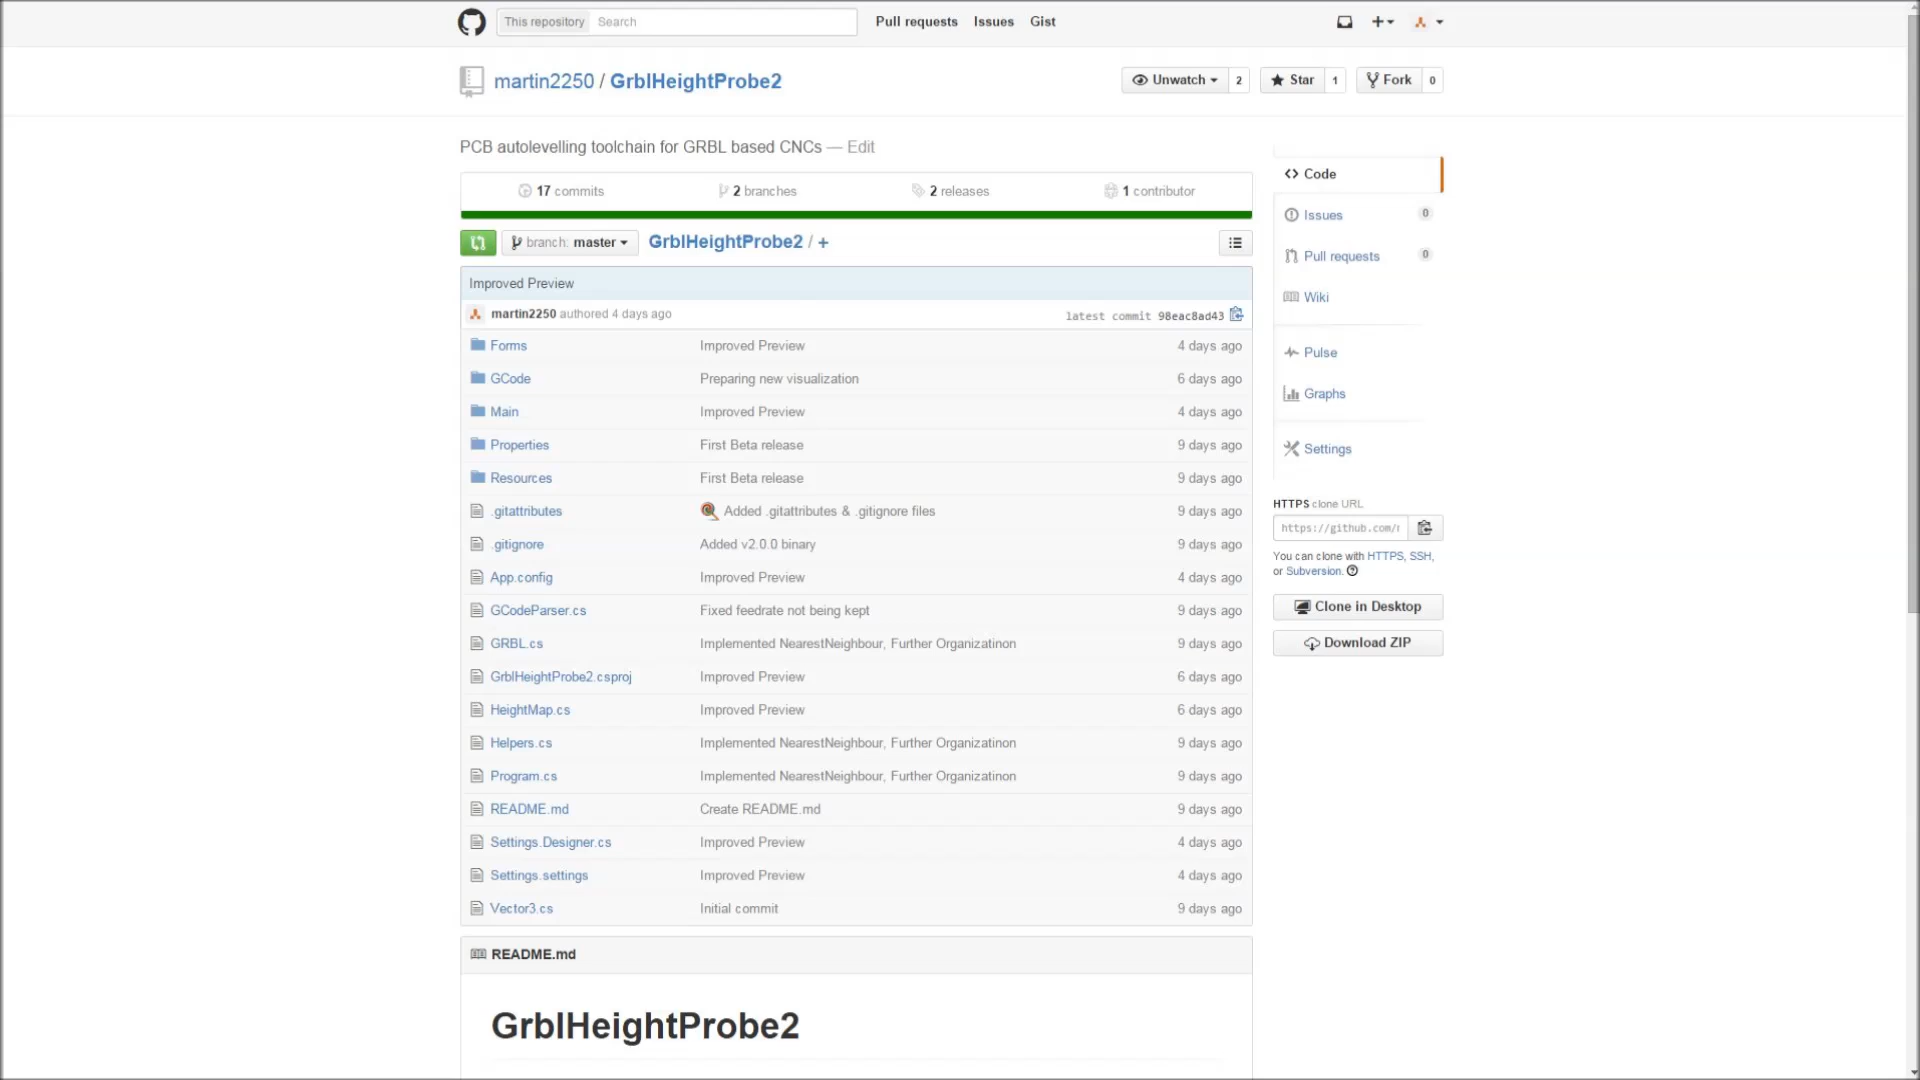 This repository Search Pull requests Issues Gist
martin2250 / GrblHeightProbe2 Unwatch 2 Star 1 Fork 0
PCB autolevelling toolchain for GRBL based CNCs — Edit
17 commits 2 branches 2 releases 1 contributor
branch: master GrblHeightProbe2 / +
Improved Preview
martin2250 authored 4 days ago latest commit 98eac8ad43
Forms Improved Preview 4 days ago
GCode Preparing new visualization 6 days ago
Main Improved Preview 4 days ago
Properties First Beta release 9 days ago
Resources First Beta release 9 days ago
.gitattributes Added .gitattributes & .gitignore files 9 days ago
.gitignore Added v2.0.0 binary 9 days ago
App.config Improved Preview 4 days ago
GCodeParser.cs Fixed feedrate not being kept 9 days ago
GRBL.cs Implemented NearestNeighbour, Further Organizatinon 9 days ago
GrblHeightProbe2.csproj Improved Preview 6 days ago
HeightMap.cs Improved Preview 6 days ago
Helpers.cs Implemented NearestNeighbour, Further Organizatinon 9 days ago
Program.cs Implemented NearestNeighbour, Further Organizatinon 9 days ago
README.md Create README.md 9 days ago
Settings.Designer.cs Improved Preview 4 days ago
Settings.settings Improved Preview 4 days ago
Vector3.cs Initial commit 9 days ago
README.md
GrblHeightProbe2
Code
Issues 0
Pull requests 0
Wiki
Pulse
Graphs
Settings
HTTPS clone URL
https://github.com/
You can clone with HTTPS, SSH,
or Subversion.
Clone in Desktop
Download ZIP